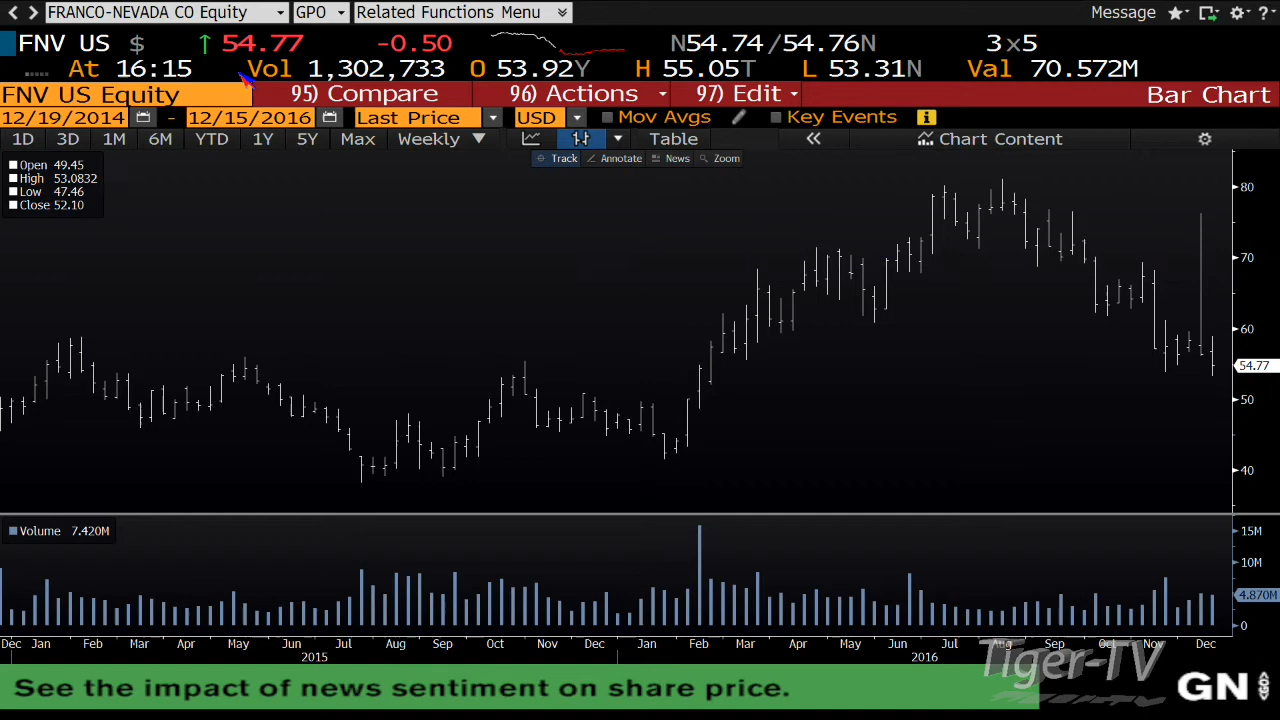 FRANCO-NEVADA CO Equity GPO Related Functions Menu Message ?
FNV US $ ↑ 54.77 -0.50 N54.74/54.76N 3x5
At 16:15 Vol 1,302,733 O 53.92Y H 55.05T L 53.31N Val 70.572M
FNV US Equity 95) Compare 96) Actions 97) Edit Bar Chart
12/19/2014 - 12/15/2016 Last Price USD Mov Avgs Key Events i
1D 3D 1M 6M YTD 1Y 5Y Max Weekly Table Chart Content
Track Annotate News Zoom
Open 49.45
High 53.0832
Low 47.46
Close 52.10
80
70
60
54.77
50
40
Volume 7.420M
15M
10M
4.870M
0
Dec Jan Feb Mar Apr May Jun Jul Aug Sep Oct Nov Dec Jan Feb Mar Apr May Jun Jul Aug Sep Oct Nov Dec
2015 2016
Tiger-TV
See the impact of news sentiment on share price.
GN